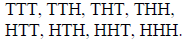 TTT, TTH, THT, THH,
HTT, HTH, HHT, HHH.